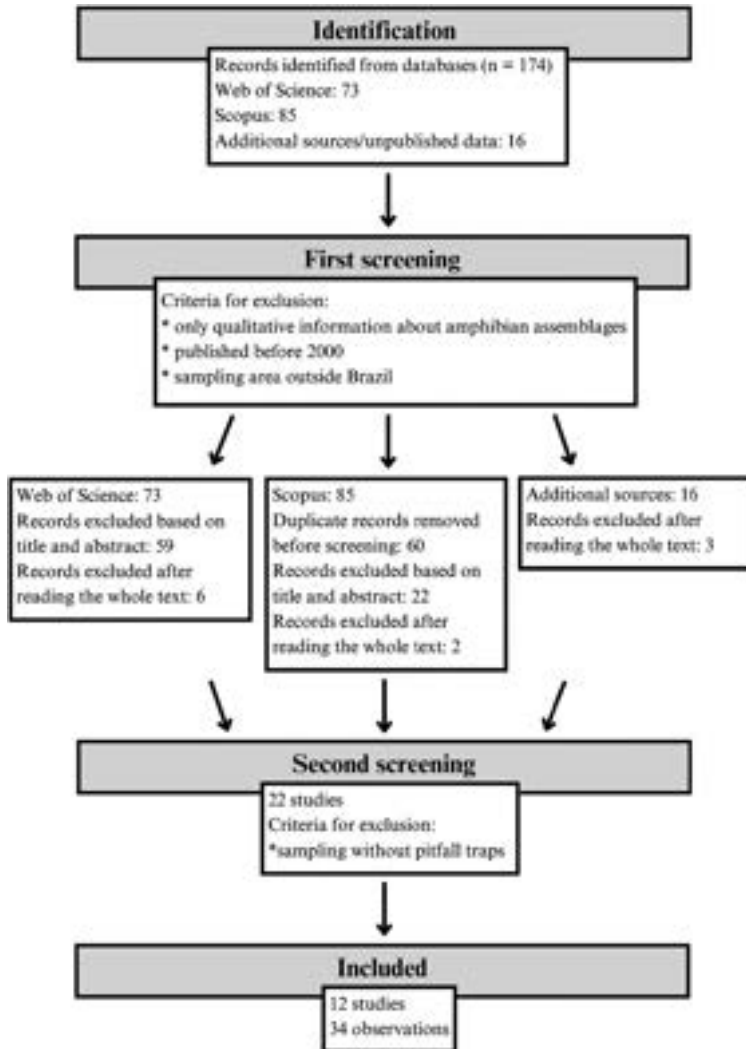 Identification
Records identified from databases (n = 174)
Web of Science: 73
Scopus: 85
Additional sources/unpublished data: 16
First screening
Criteria for exclusion:
* only qualitative information about amphibian assemblages
* published before 2000
* sampling area outside Brazil
Web of Science: 73
Records excluded based on
title and abstract: 59
Records excluded after
reading the whole text: 6
Scopus: 85
Duplicate records removed
before screening: 60
Records excluded based on
title and abstract: 22
Records excluded after
reading the whole text: 2
Additional sources: 16
Records excluded after
reading the whole text: 3
Second screening
22 studies
Criteria for exclusion:
*sampling without pitfall traps
Included
12 studies
34 observations